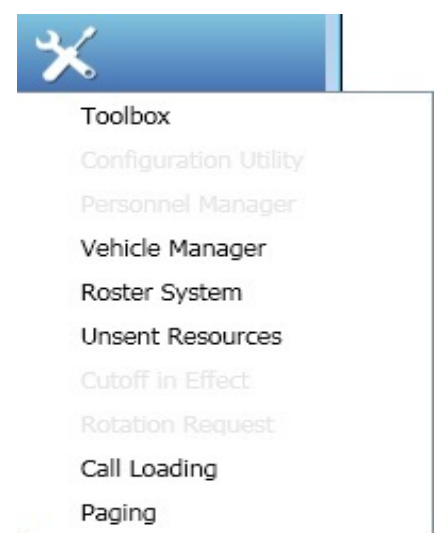 Toolbox
Configuration Utility
Personnel Manager
Vehicle Manager
Roster System
Unsent Resources
Cutoff in Effect
Rotation Request
Call Loading
Paging